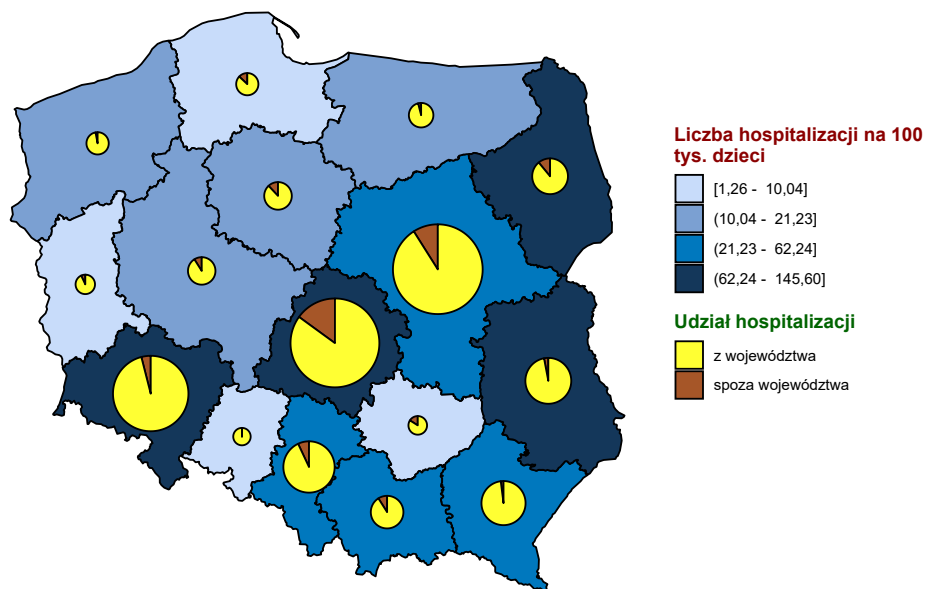 Liczba hospitalizacji na 100
tys. dzieci
[1,26 - 10,04]
(10,04 - 21,23]
(21,23 - 62,24]
(62,24 - 145,60]
Udział hospitalizacji
z województwa
spoza województwa